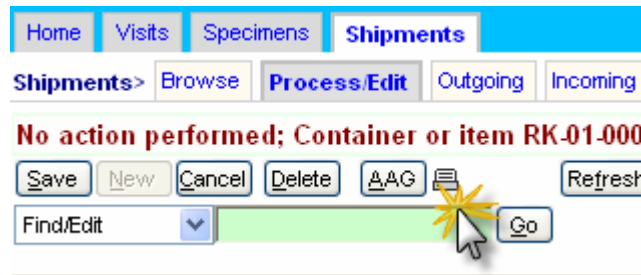 Home Visits Specimens Shipments
Shipments> Browse Process/Edit Outgoing Incoming
No action performed; Container or item RK-01-000
Save New Cancel Delete AAG Refresh
Find/Edit Go